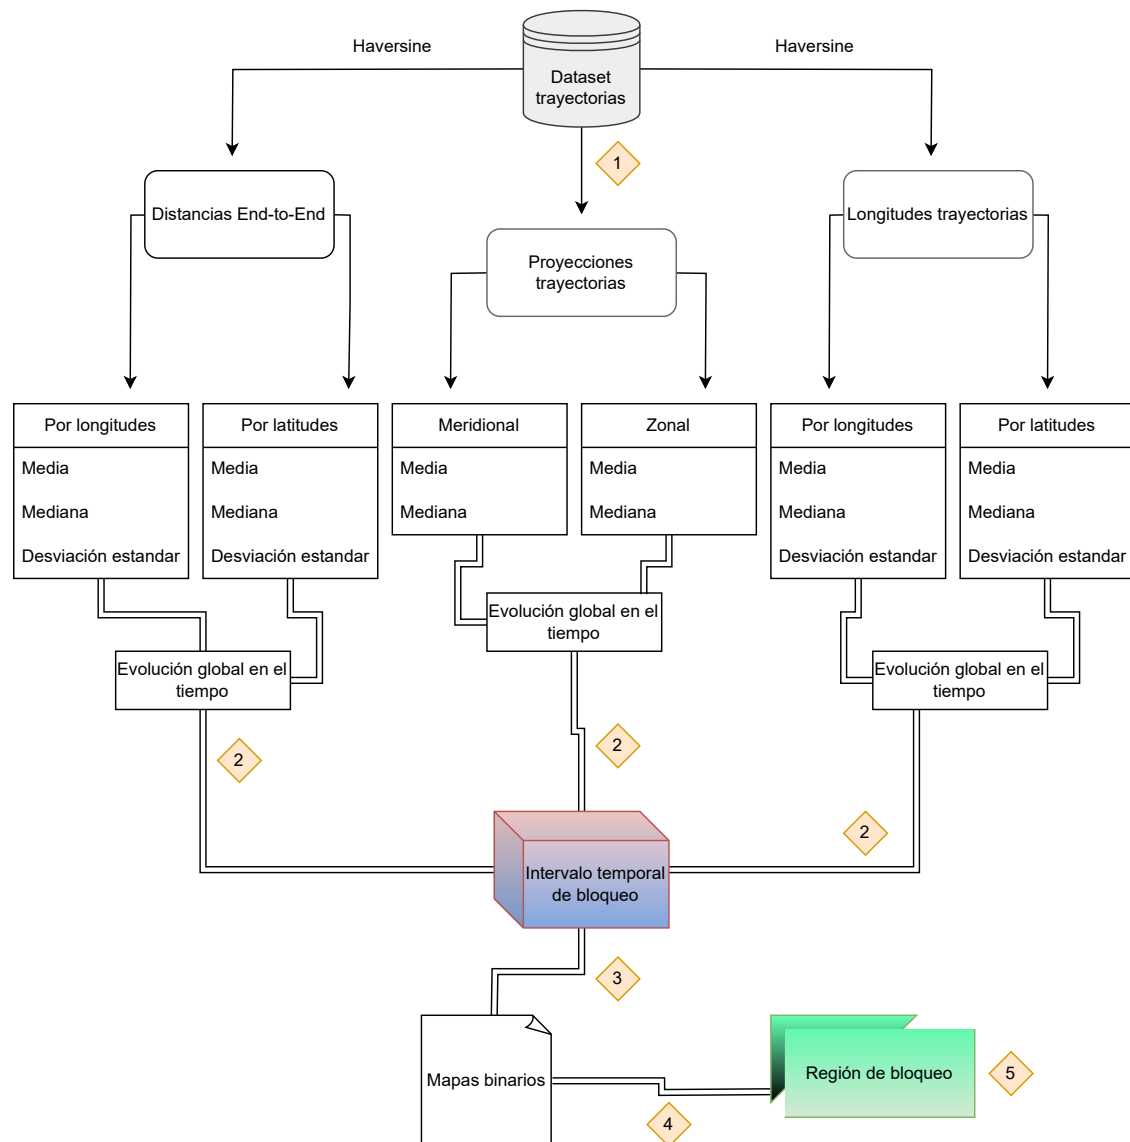 Haversine
Haversine
Dataset
trayectorias
1
Distancias End-to-End
Longitudes trayectorias
Proyecciones
trayectorias
Por longitudes
Media
Mediana
Desviación estandar
Por latitudes
Media
Mediana
Desviación estandar
Meridional
Media
Mediana
Zonal
Media
Mediana
Por longitudes
Media
Mediana
Desviación estandar
Por latitudes
Media
Mediana
Desviación estandar
Evolución global en el
tiempo
Evolución global en el
tiempo
Evolución global en el
tiempo
2
2
2
Intervalo temporal
de bloqueo
3
Mapas binarios
4
Región de bloqueo
5